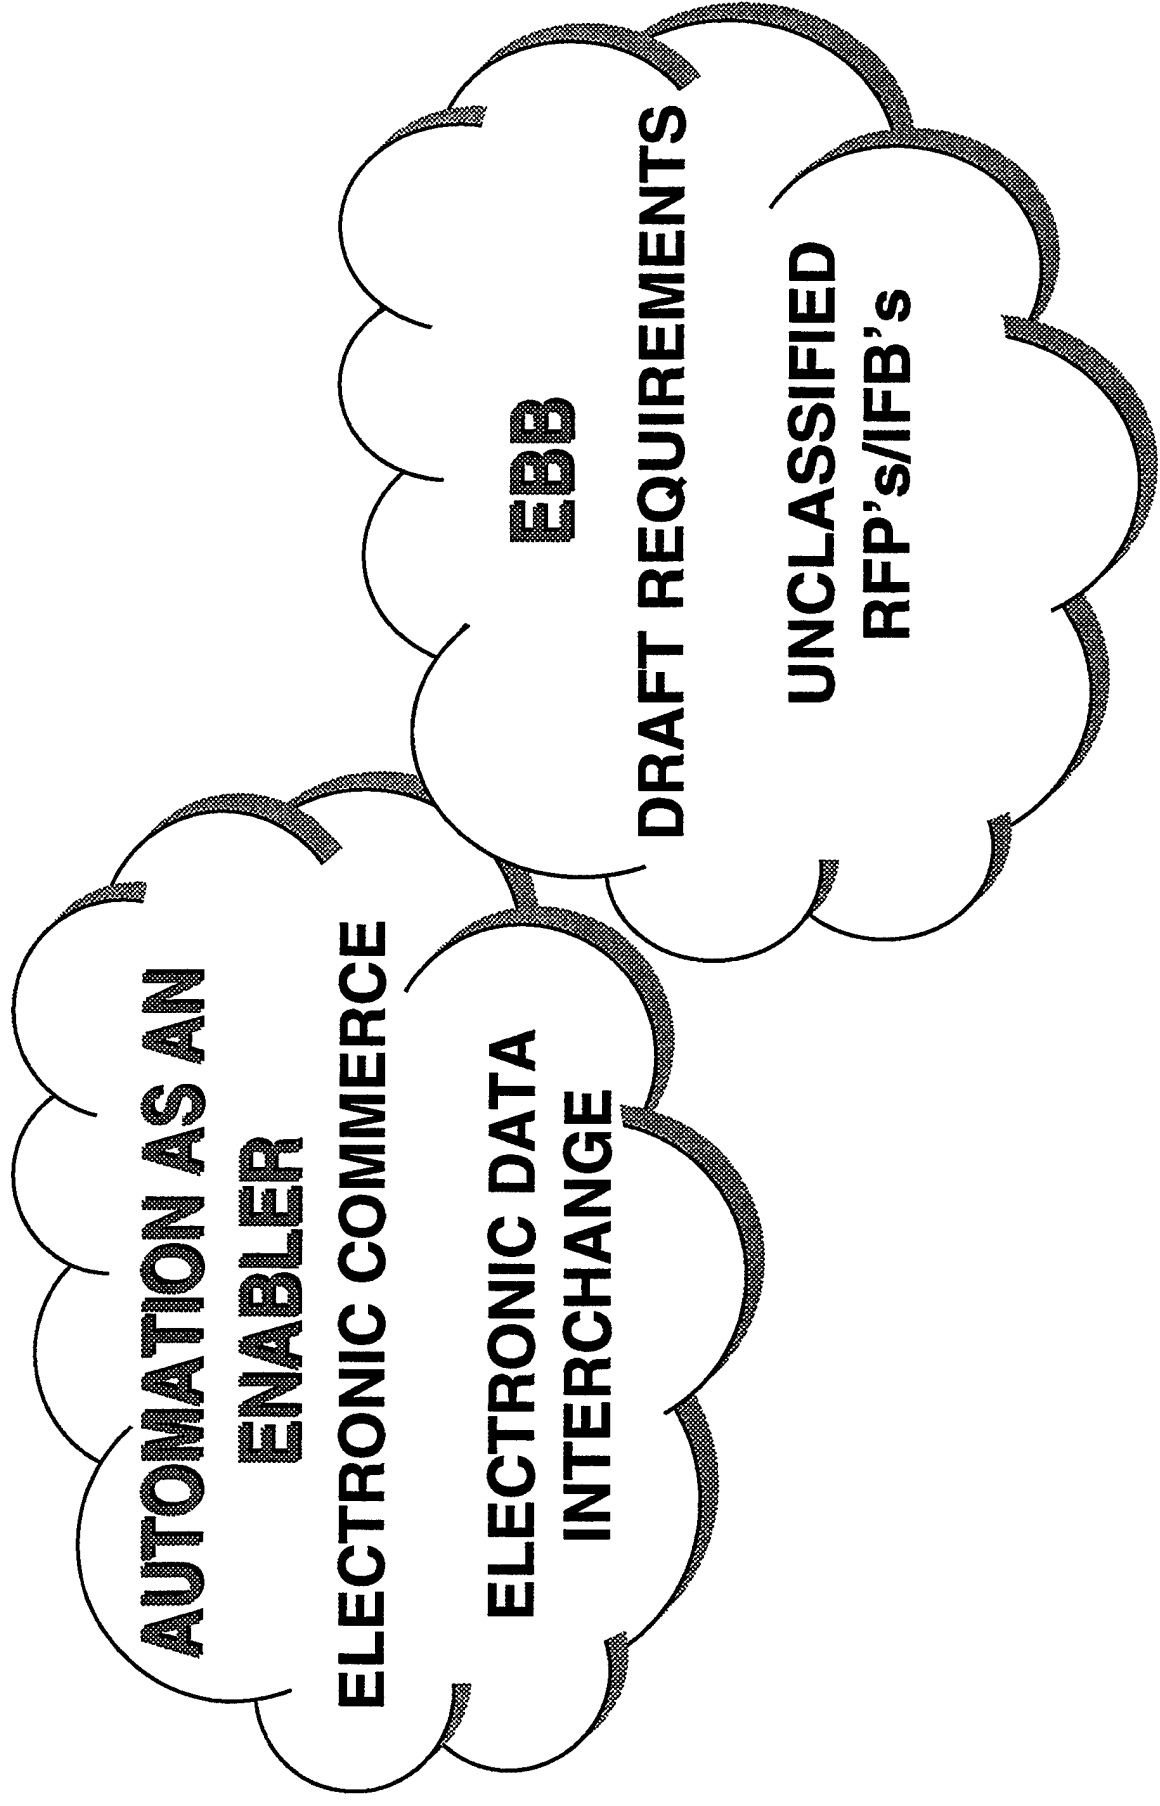 AUTOMATION AS AN
ENABLER
ELECTRONIC COMMERCE
ELECTRONIC DATA
INTERCHANGE
EBB
DRAFT REQUIREMENTS
UNCLASSIFIED
RFP's/IFB's